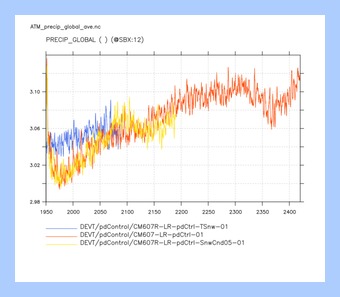 ATM_precip_global_ave.nc
PRECIP_GLOBAL ( ) (@SBX:12)
3.10
3.06
3.02
2.98
1950 2000 2050 2100 2150 2200 2250 2300 2350 2400
DEVT/pdControl/CM607R-LR-pdCtrl-TSnw-01
DEVT/pdControl/CM607-LR-pdCtrl-01
DEVT/pdControl/CM607R-LR-pdCtrl-SnwCnd05-01